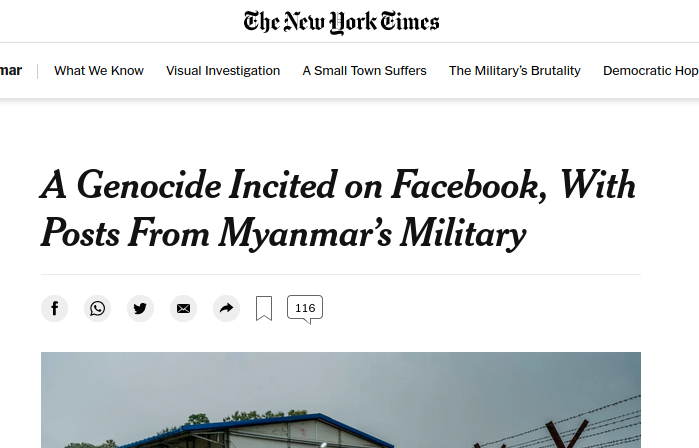 The New York Times
mar
What We Know
Visual Investigation
A Small Town Suffers
The Military's Brutality
Democratic Hop
A Genocide Incited on Facebook, With
Posts From Myanmar's Military
116